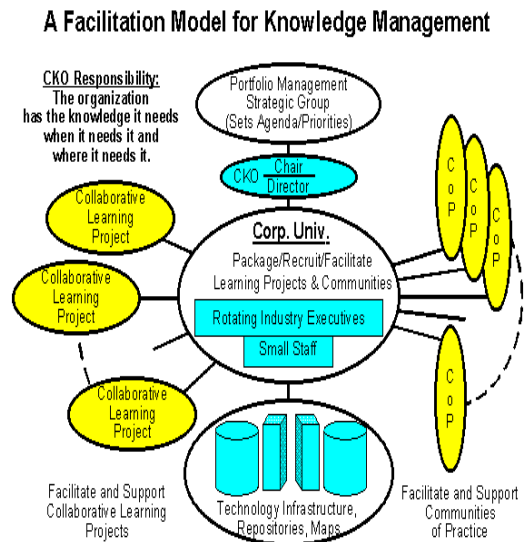 A Facilitation Model for Knowledge Management
CKO Responsibility:
The organization
has the knowledge it needs
when it needs it and
where it needs it.
Portfolio Management
Strategic Group
(Sets Agenda/Priorities)
CKO Chair
Director
C
o
P
C
o
P
C
o
P
Collaborative
Learning
Project
Corp. Univ.
Package/Recruit/Facilitate
Learning Projects & Communities
Collaborative
Learning
Project
Rotating Industry Executives
Small Staff
Collaborative
Learning
Project
C
o
P
Technology Infrastructure,
Repositories, Maps
Facilitate and Support
Collaborative Learning
Projects
Facilitate and Support
Communities
of Practice